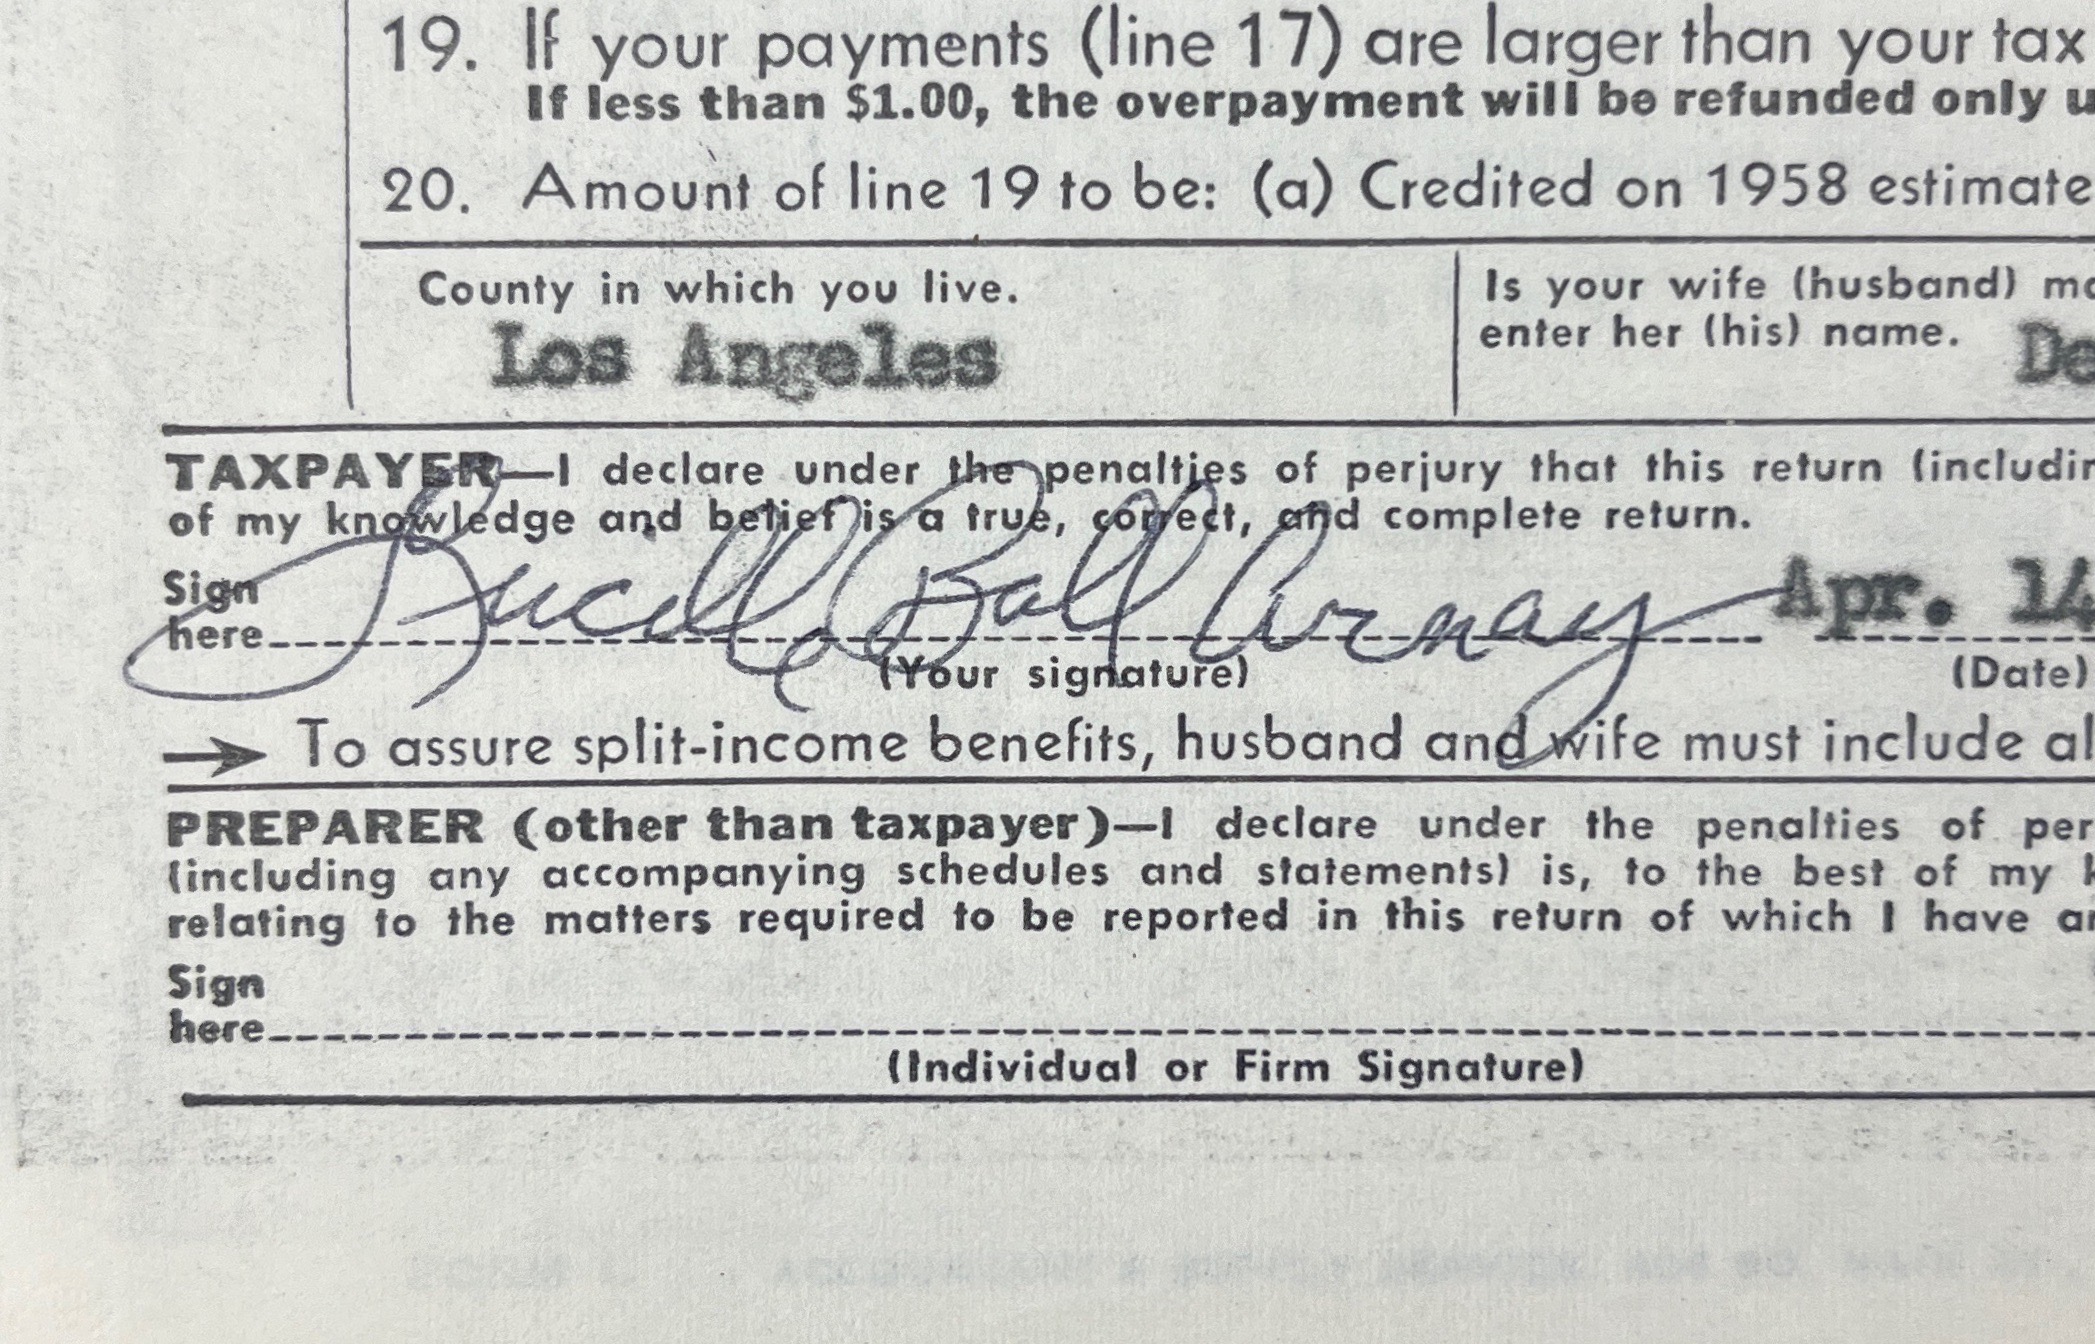 19. If your payments (line 17) are larger than your tax
If less than $1.00, the overpayment will be refunded only u
20. Amount of line 19 to be: (a) Credited on 1958 estimate
County in which you live.
Los Angeles
Is your wife (husband) ma
enter her (his) name. De
TAXPAYER—I declare under the penalties of perjury that this return (includin
of my knowledge and belief is a true, correct, and complete return.
Sign
here Lucille Ball Arnaz Apr. 14
(Your signature) (Date)
→ To assure split-income benefits, husband and wife must include al
PREPARER (other than taxpayer)—I declare under the penalties of per
(including any accompanying schedules and statements) is, to the best of my k
relating to the matters required to be reported in this return of which I have an
Sign
here
(Individual or Firm Signature)